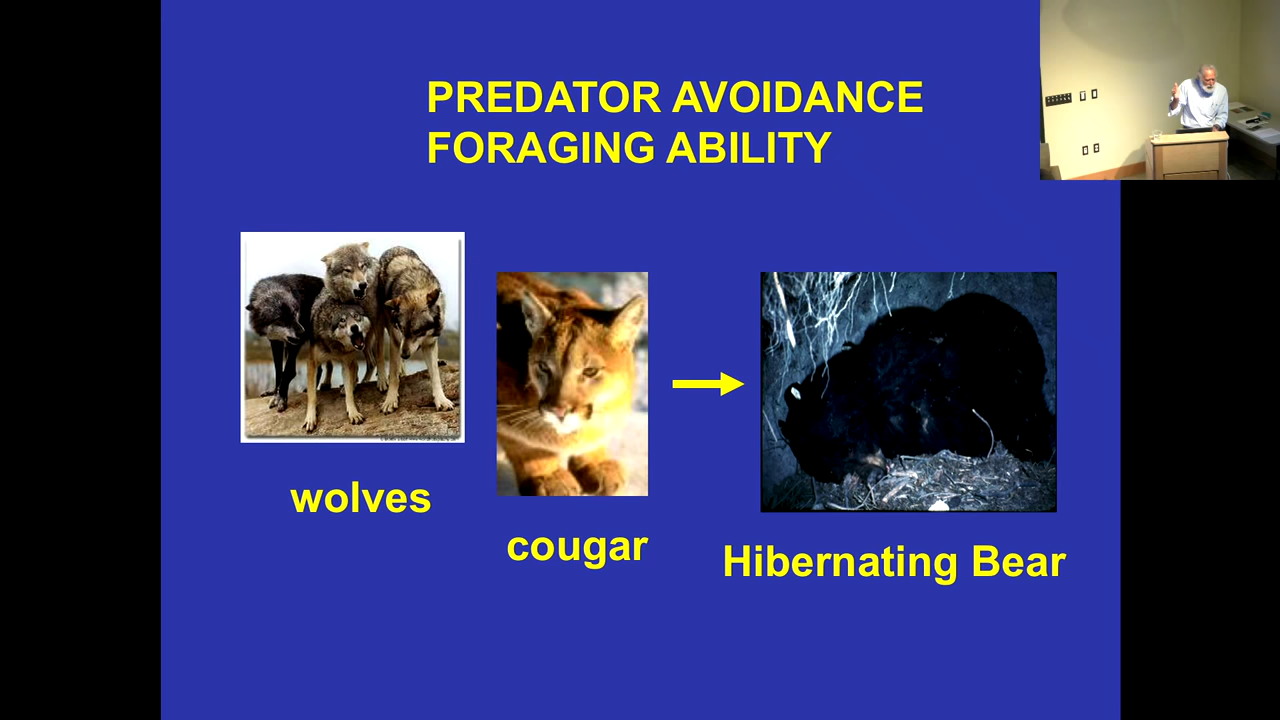 PREDATOR AVOIDANCE
FORAGING ABILITY
wolves
cougar
Hibernating Bear